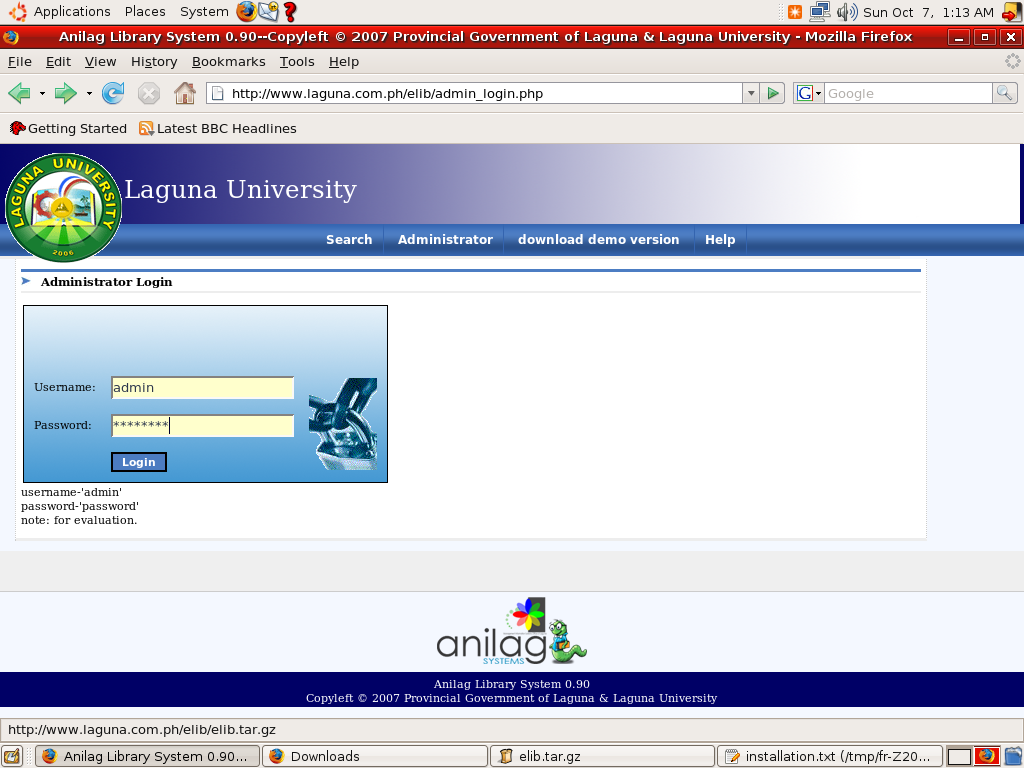 Applications Places System Sun Oct 7, 1:13 AM
Anilag Library System 0.90--Copyleft © 2007 Provincial Government of Laguna & Laguna University - Mozilla Firefox
File Edit View History Bookmarks Tools Help
http://www.laguna.com.ph/elib/admin_login.php G Google
Getting Started Latest BBC Headlines
LAGUNA UNIVERSITY
2006
Laguna University
Search Administrator download demo version Help
Administrator Login
Username: admin
Password: ********
Login
username-'admin'
password-'password'
note: for evaluation.
anilag
SYSTEMS
Anilag Library System 0.90
Copyleft © 2007 Provincial Government of Laguna & Laguna University
http://www.laguna.com.ph/elib/elib.tar.gz
Anilag Library System 0.90... Downloads elib.tar.gz installation.txt (/tmp/fr-Z20...